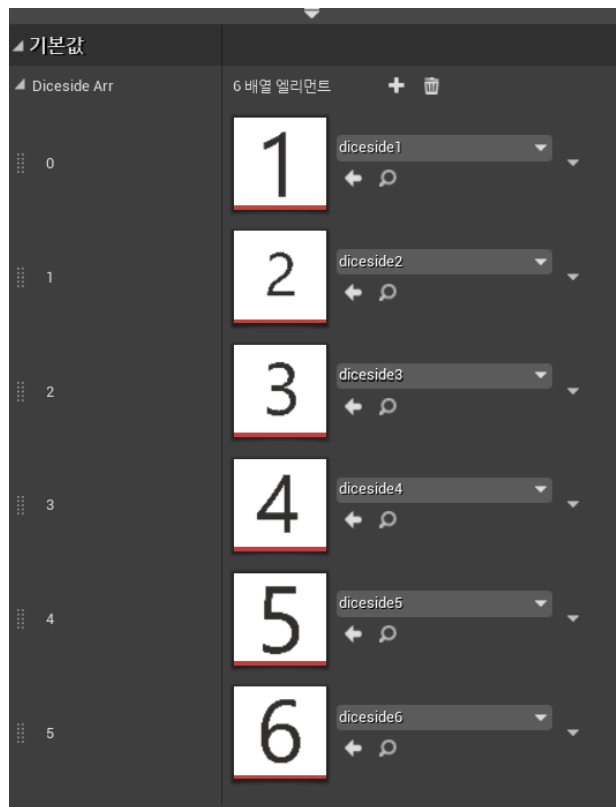 기본값
Diceside Arr 6 배열 엘리먼트
0 1 diceside1
1 2 diceside2
2 3 diceside3
3 4 diceside4
4 5 diceside5
5 6 diceside6